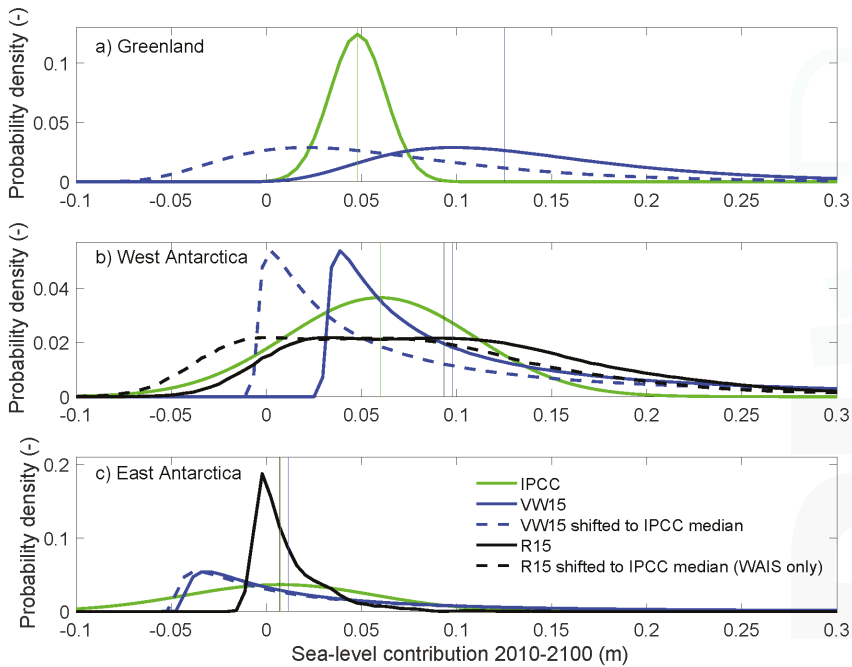 a) Greenland
Probability density (-)
0.1
0.05
0
-0.1 -0.05 0 0.05 0.1 0.15 0.2 0.25 0.3
b) West Antarctica
Probability density (-)
0.04
0.02
0
-0.1 -0.05 0 0.05 0.1 0.15 0.2 0.25 0.3
c) East Antarctica
Probability density (-)
0.2
0.1
0
IPCC
VW15
VW15 shifted to IPCC median
R15
R15 shifted to IPCC median (WAIS only)
-0.1 -0.05 0 0.05 0.1 0.15 0.2 0.25 0.3
Sea-level contribution 2010-2100 (m)